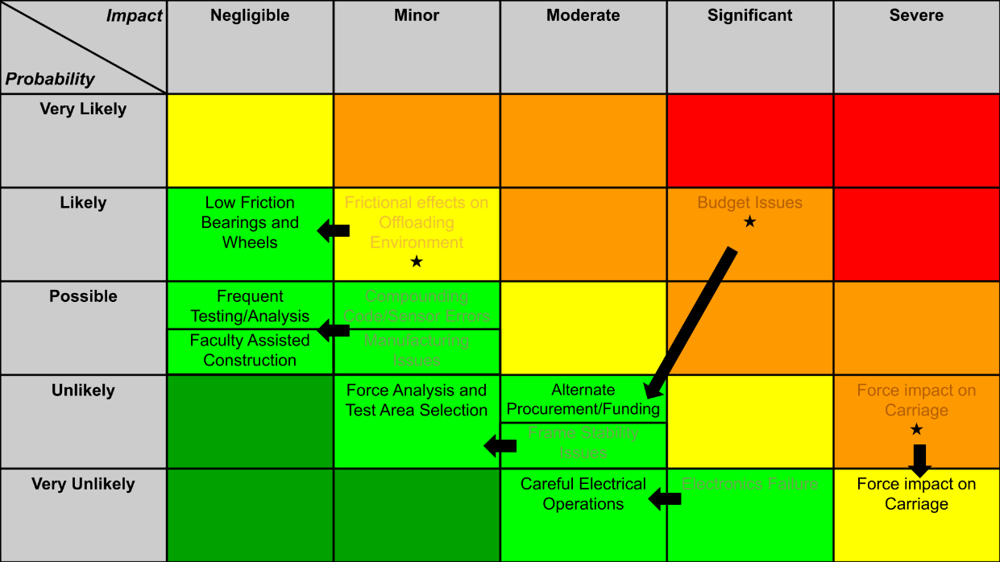 Impact
Probability
Negligible
Minor
Moderate
Significant
Severe
Very Likely
Likely
Low Friction
Bearings and
Wheels
Frictional effects on
Offloading
Environment
Budget Issues
Possible
Frequent
Testing/Analysis
Compounding
Code/Sensor Errors
Faculty Assisted
Construction
Manufacturing
Issues
Unlikely
Force Analysis and
Test Area Selection
Alternate
Procurement/Funding
Frame Stability
Issues
Force impact on
Carriage
Very Unlikely
Careful Electrical
Operations
Electronics Failure
Force impact on
Carriage